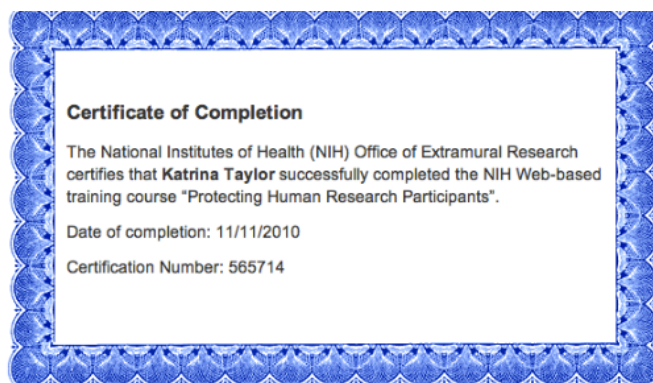 Certificate of Completion
The National Institutes of Health (NIH) Office of Extramural Research
certifies that Katrina Taylor successfully completed the NIH Web-based
training course "Protecting Human Research Participants".
Date of completion: 11/11/2010
Certification Number: 565714